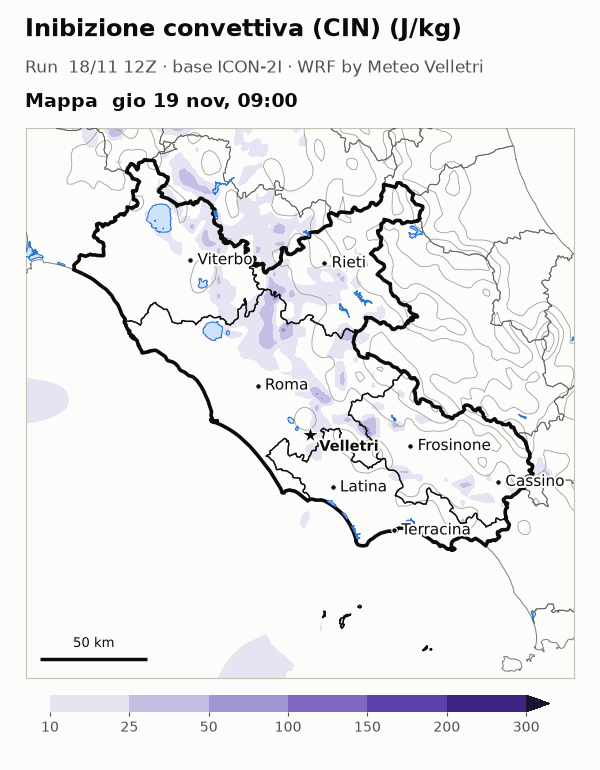 Inibizione convettiva (CIN) (J/kg)
Run  18/11 12Z · base ICON-2I · WRF by Meteo Velletri
Mappa  gio 19 nov, 09:00
Viterbo
Rieti
Roma
Velletri
Frosinone
Latina
Cassino
Terracina
50 km
10 25 50 100 150 200 300